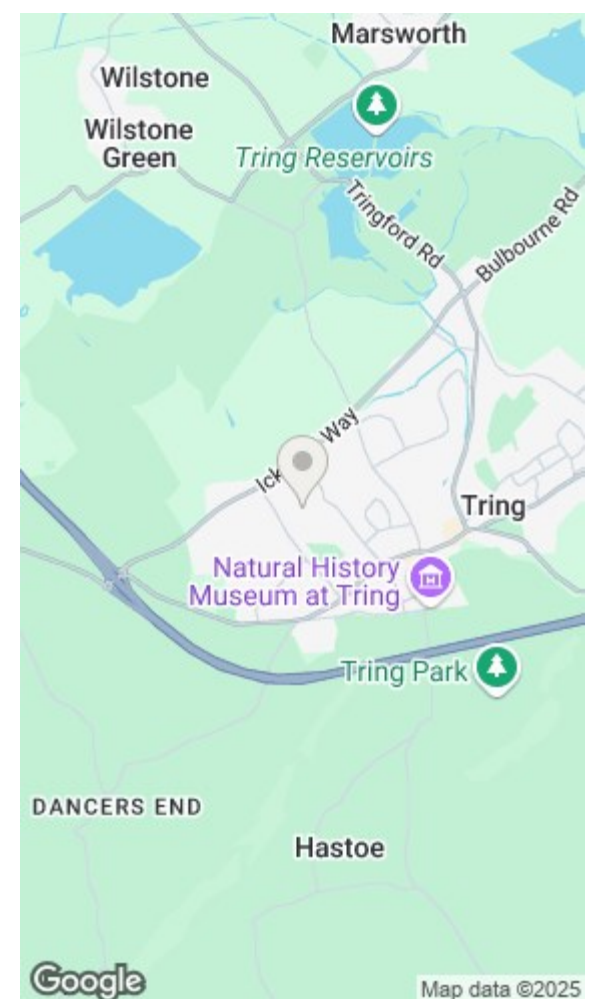 Marsworth
Wilstone
Wilstone
Green
Tring Reservoirs
Tringford Rd
Bulbourne Rd
Way
Tring
Natural History
Museum at Tring
Tring Park
DANCERS END
Hastoe
Google
Map data ©2025